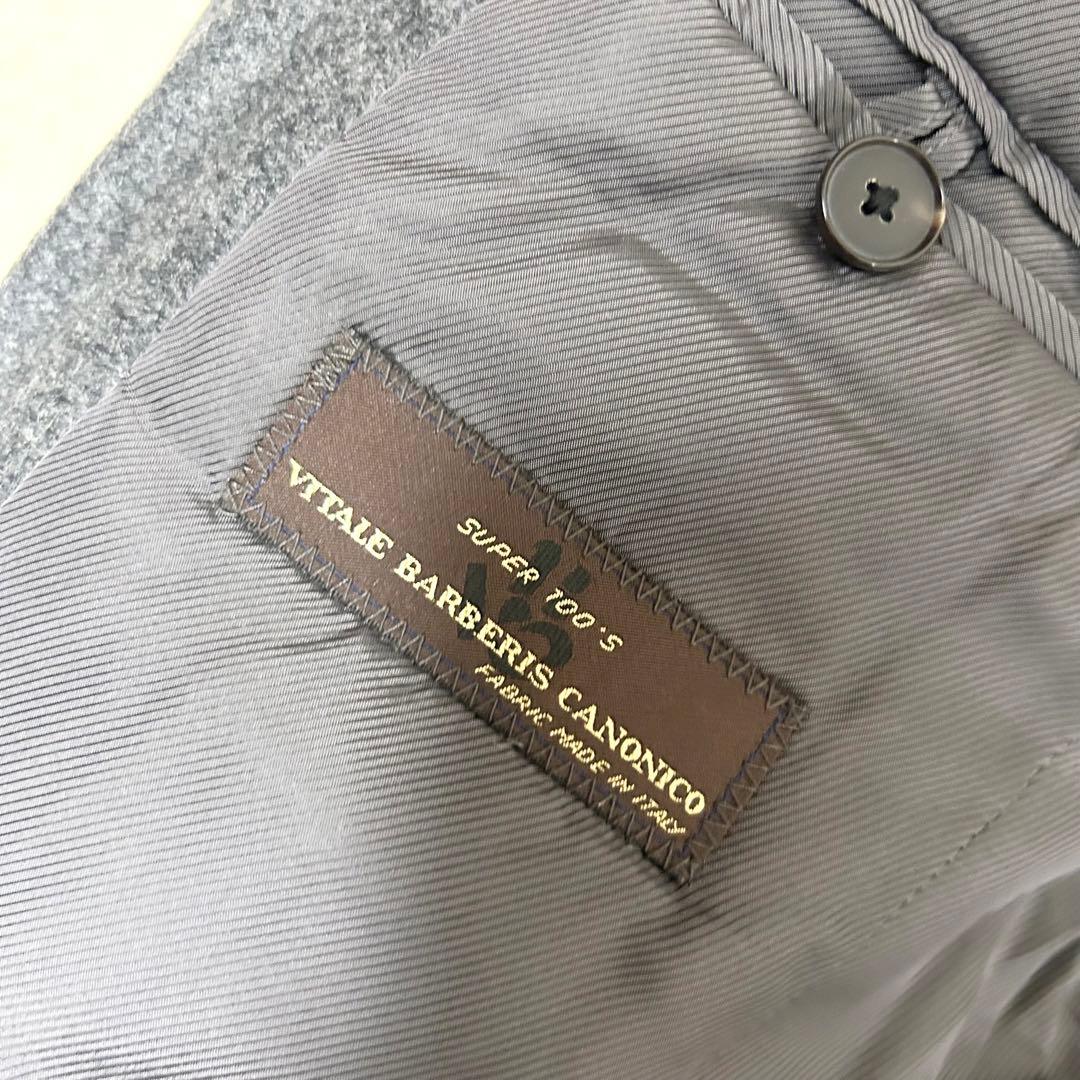 SUPER 100'S
VITALE BARBERIS CANONICO
FABRIC MADE IN ITALY